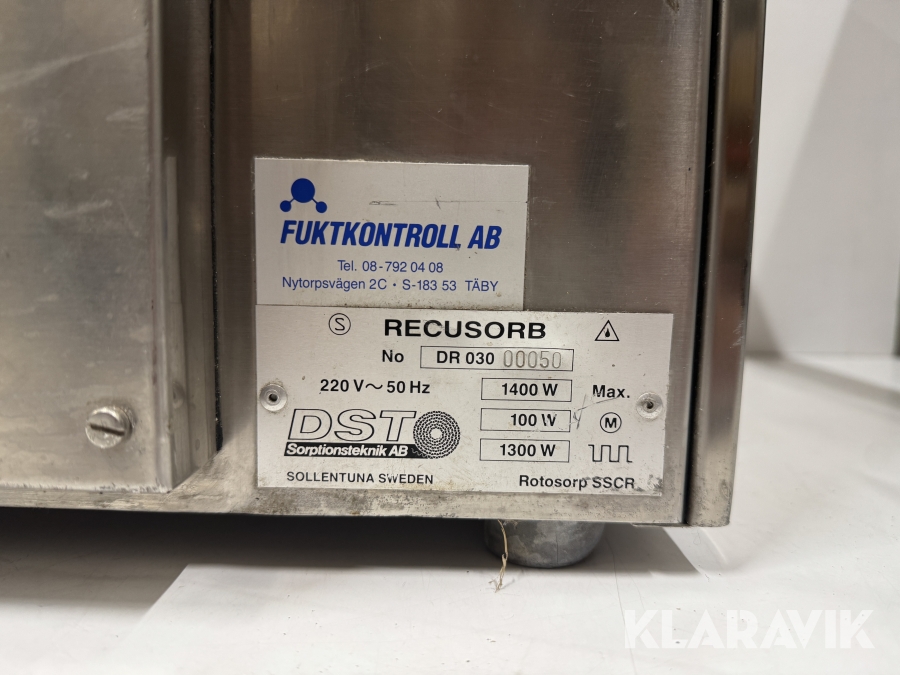 FUKTKONTROLL AB
Tel. 08-792 04 08
Nytorpsvägen 2C • S-183 53 TÄBY
S RECUSORB
No DR 030 00050
220 V~50 Hz 1400 W Max.
100 W M
1300 W
DST
Sorptionsteknik AB
SOLLENTUNA SWEDEN Rotosorp SSCR
KLARAVIK